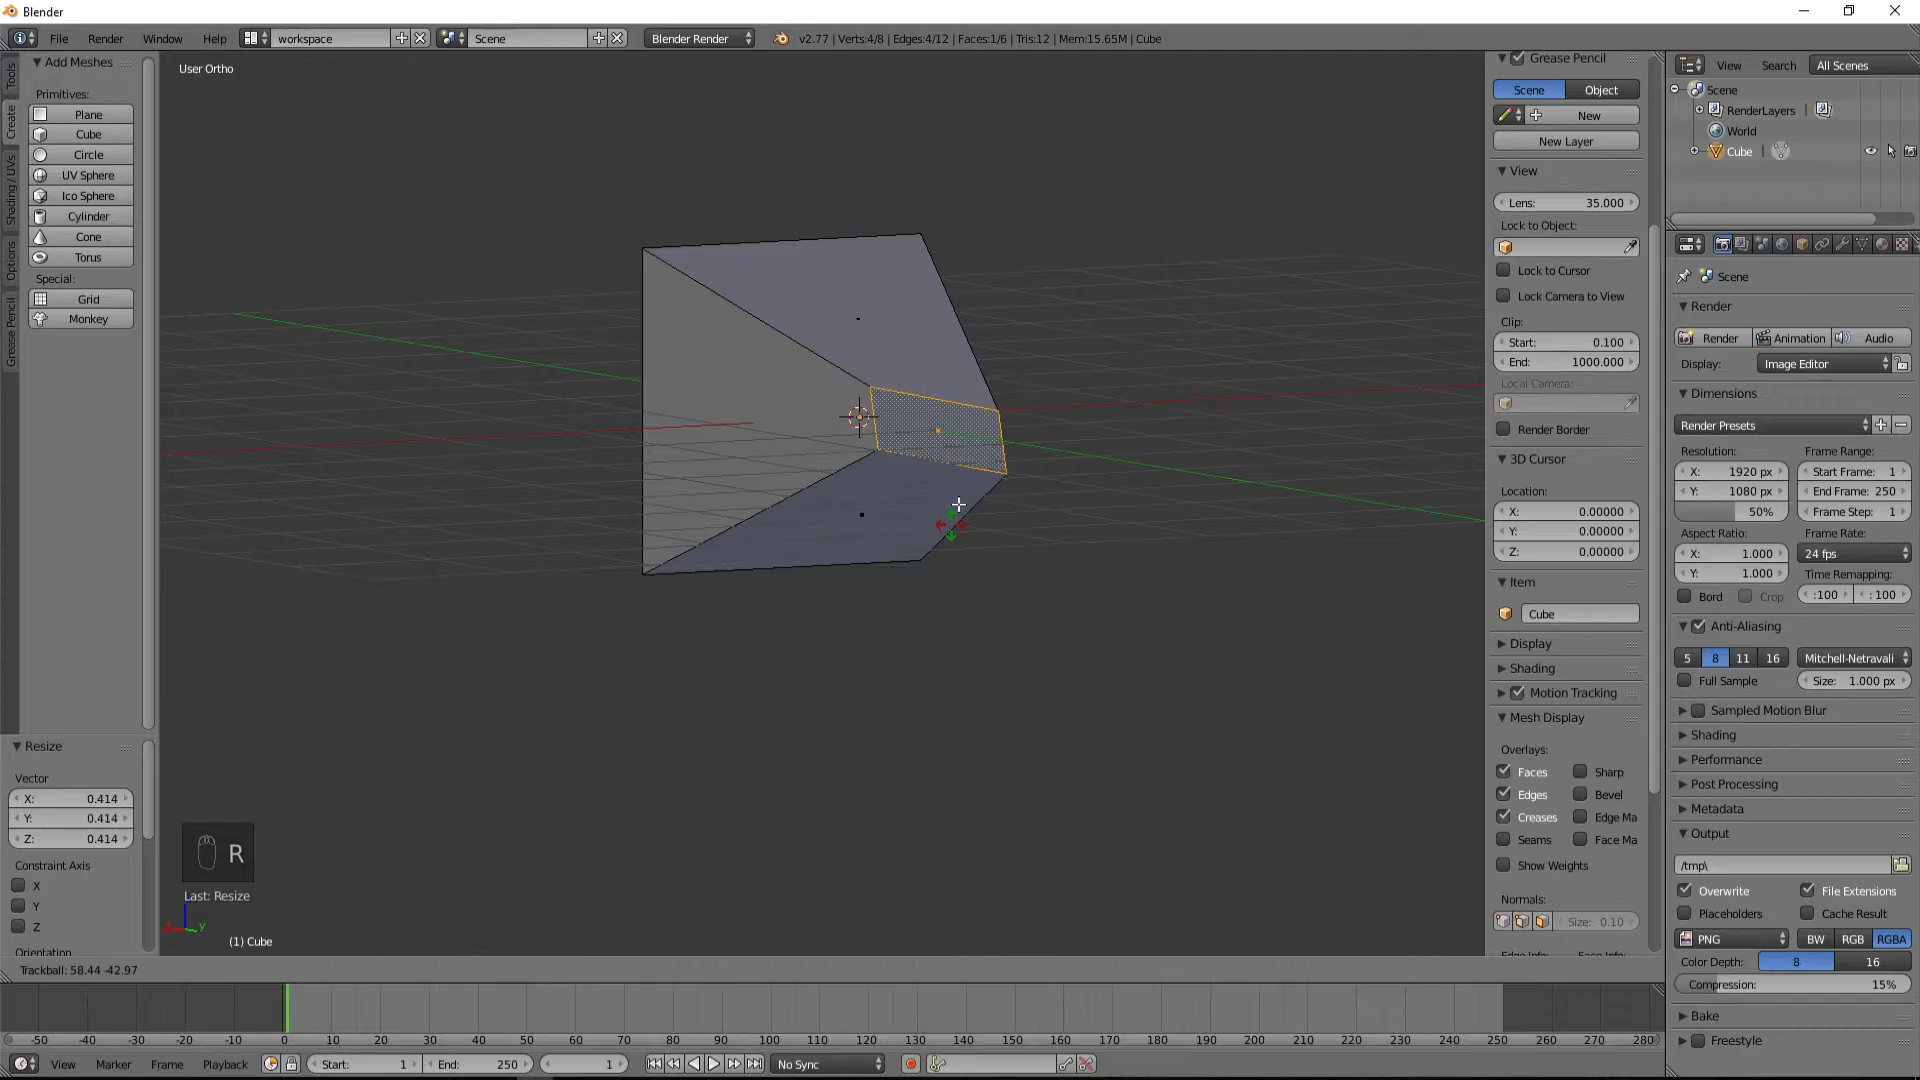 Blender
File Render Window Help workspace Scene Blender Render v2.77 | Verts:4/8 | Edges:4/12 | Faces:1/6 | Tris:12 | Mem:15.65M | Cube
Tools
Create
Shading / UVs
Options
Grease Pencil
Add Meshes
Primitives:
Plane
Cube
Circle
UV Sphere
Ico Sphere
Cylinder
Cone
Torus
Special:
Grid
Monkey
Resize
Vector
X: 0.414
Y: 0.414
Z: 0.414
Constraint Axis
X
Y
Z
Orientation
User Ortho
R
Last: Resize
x y
(1) Cube
Trackball: 58.44 -42.97
Grease Pencil
Scene Object
New
New Layer
View
Lens: 35.000
Lock to Object:
Lock to Cursor
Lock Camera to View
Clip:
Start: 0.100
End: 1000.000
Local Camera:
Render Border
3D Cursor
Location:
X: 0.00000
Y: 0.00000
Z: 0.00000
Item
Cube
Display
Shading
Motion Tracking
Mesh Display
Overlays:
Faces Sharp
Edges Bevel
Creases Edge Ma
Seams Face Ma
Show Weights
Normals:
Size: 0.10
Edge Info: Face Info:
View Search All Scenes
Scene
RenderLayers |
World
Cube |
Scene
Render
Render Animation Audio
Display: Image Editor
Dimensions
Render Presets
Resolution: Frame Range:
X: 1920 px Start Frame: 1
Y: 1080 px End Frame: 250
50% Frame Step: 1
Aspect Ratio: Frame Rate:
X: 1.000 24 fps
Y: 1.000 Time Remapping:
Bord Crop :100 : 100
Anti-Aliasing
5 8 11 16 Mitchell-Netravali
Full Sample Size: 1.000 px
Sampled Motion Blur
Shading
Performance
Post Processing
Metadata
Output
/tmp\
Overwrite File Extensions
Placeholders Cache Result
PNG BW RGB RGBA
Color Depth: 8 16
Compression: 15%
Bake
Freestyle
-50 -40 -30 -20 -10 0 10 20 30 40 50 60 70 80 90 100 110 120 130 140 150 160 170 180 190 200 210 220 230 240 250 260 270 280
View Marker Frame Playback Start: 1 End: 250 1 No Sync